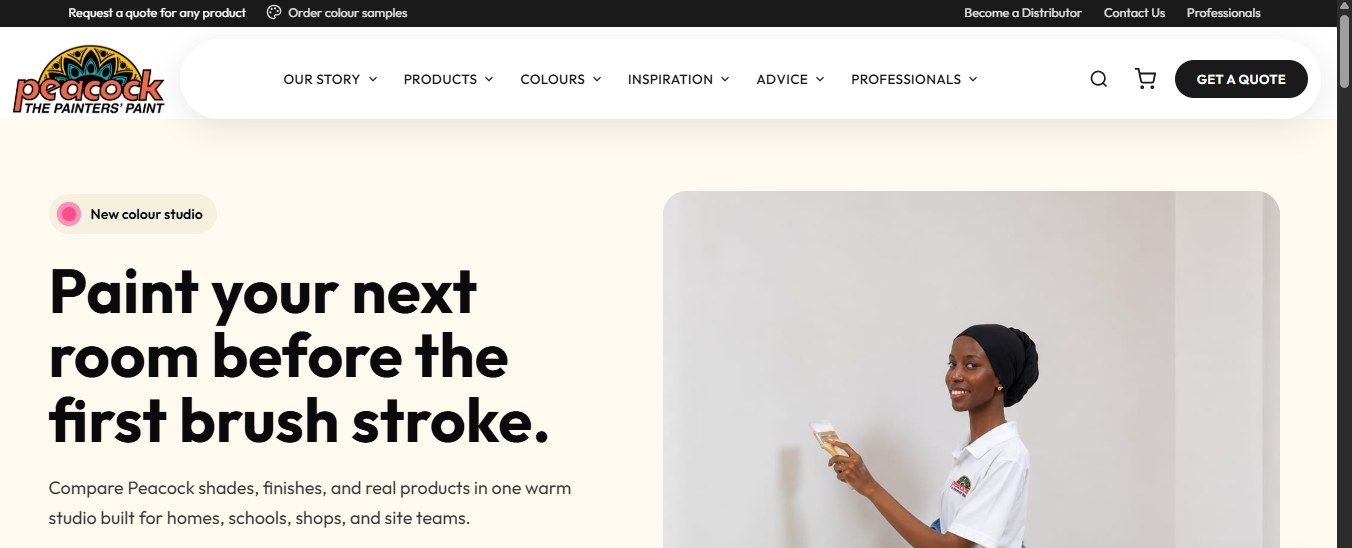 Request a quote for any product
Order colour samples
Become a Distributor
Contact Us
Professionals
peacock
THE PAINTERS' PAINT
OUR STORY
PRODUCTS
COLOURS
INSPIRATION
ADVICE
PROFESSIONALS
GET A QUOTE
New colour studio
Paint your next
room before the
first brush stroke.
Compare Peacock shades, finishes, and real products in one warm
studio built for homes, schools, shops, and site teams.
peacock